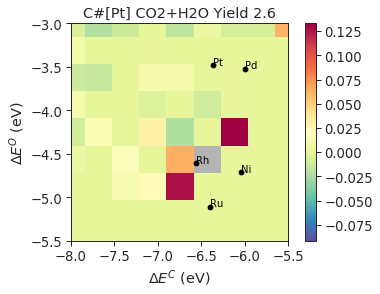 C#[Pt] CO2+H2O Yield 2.6
−3.0
−3.5
−4.0
−4.5
−5.0
−5.5
ΔE^O (eV)
Pt
Pd
Rh
Ni
Ru
−8.0 −7.5 −7.0 −6.5 −6.0 −5.5
ΔE^C (eV)
0.125
0.100
0.075
0.050
0.025
0.000
−0.025
−0.050
−0.075